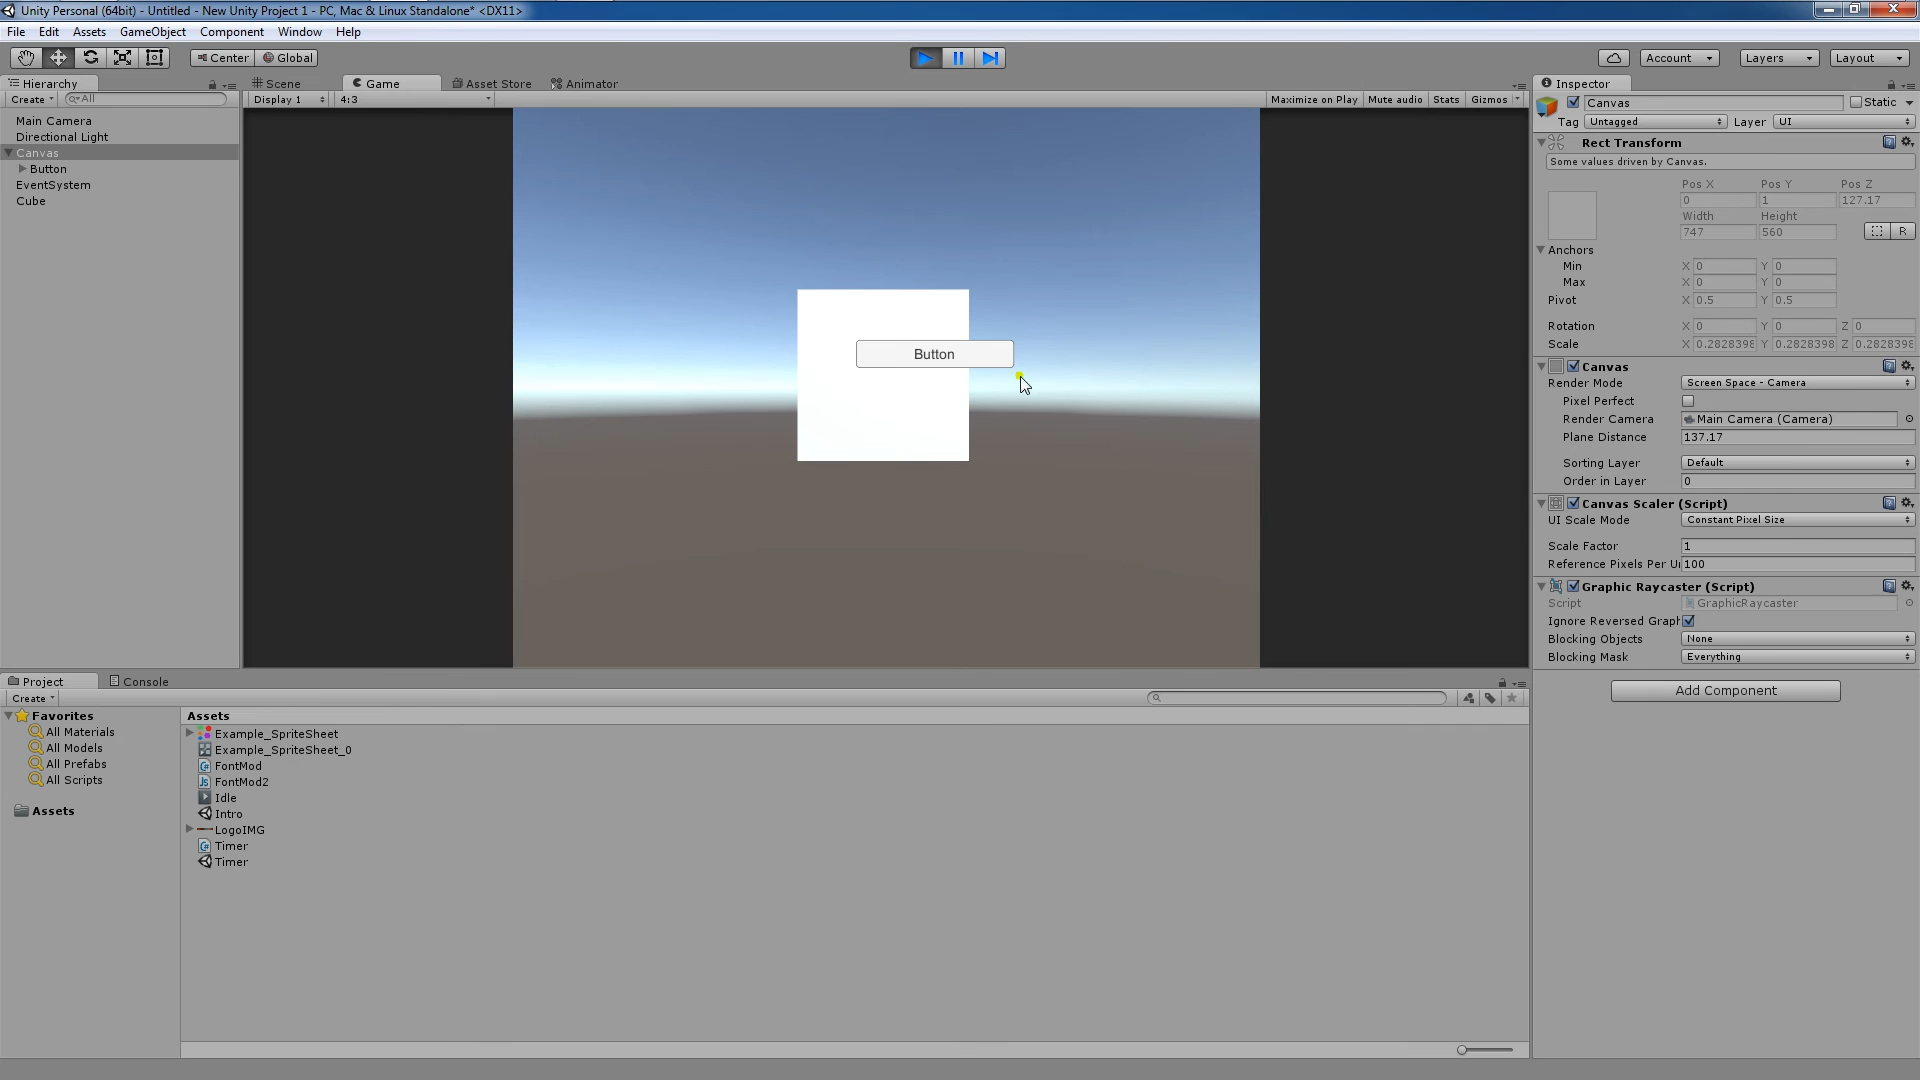 Unity Personal (64bit) - Untitled - New Unity Project 1 - PC, Mac & Linux Standalone* <DX11>
File Edit Assets GameObject Component Window Help
Center Global Account Layers Layout
Hierarchy
Create All
Main Camera
Directional Light
Canvas
Button
EventSystem
Cube
Scene Game Asset Store Animator
Display 1 4:3 Maximize on Play Mute audio Stats Gizmos
Button
Inspector
Canvas Static
Tag Untagged Layer UI
Rect Transform
Some values driven by Canvas.
Pos X Pos Y Pos Z
0 1 127.17
Width Height
747 560 R
Anchors
Min X 0 Y 0
Max X 0 Y 0
Pivot X 0.5 Y 0.5
Rotation X 0 Y 0 Z 0
Scale X 0.2828398 Y 0.2828398 Z 0.2828398
Canvas
Render Mode Screen Space - Camera
Pixel Perfect
Render Camera Main Camera (Camera)
Plane Distance 137.17
Sorting Layer Default
Order in Layer 0
Canvas Scaler (Script)
UI Scale Mode Constant Pixel Size
Scale Factor 1
Reference Pixels Per U 100
Graphic Raycaster (Script)
Script GraphicRaycaster
Ignore Reversed Graph
Blocking Objects None
Blocking Mask Everything
Add Component
Project Console
Create
Favorites
All Materials
All Models
All Prefabs
All Scripts
Assets
Assets
Example_SpriteSheet
Example_SpriteSheet_0
FontMod
FontMod2
Idle
Intro
LogoIMG
Timer
Timer